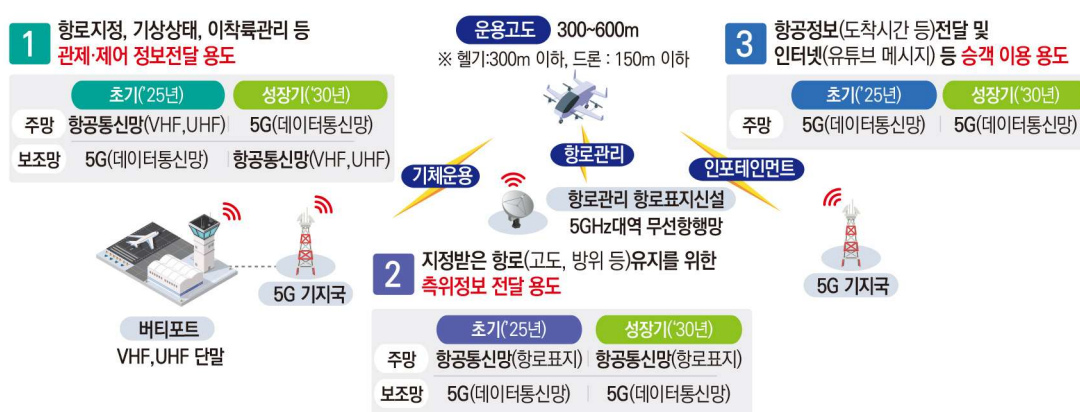 1
항로지정, 기상상태, 이착륙관리 등
관제·제어 정보전달 용도
초기('25년) 성장기('30년)
주망 항공통신망(VHF,UHF) 5G(데이터통신망)
보조망 5G(데이터통신망) 항공통신망(VHF,UHF)
운용고도 300~600m
※ 헬기:300m 이하, 드론 : 150m 이하
3
항공정보(도착시간 등)전달 및
인터넷(유튜브 메시지) 등 승객 이용 용도
초기('25년) 성장기('30년)
주망 5G(데이터통신망) 5G(데이터통신망)
기체운용
항로관리
인포테인먼트
항로관리 항로표지신설
5GHz대역 무선항행망
5G 기지국
버티포트
VHF,UHF 단말
2
지정받은 항로(고도, 방위 등)유지를 위한
측위정보 전달 용도
초기('25년) 성장기('30년)
주망 항공통신망(항로표지) 항공통신망(항로표지)
보조망 5G(데이터통신망) 5G(데이터통신망)
5G 기지국